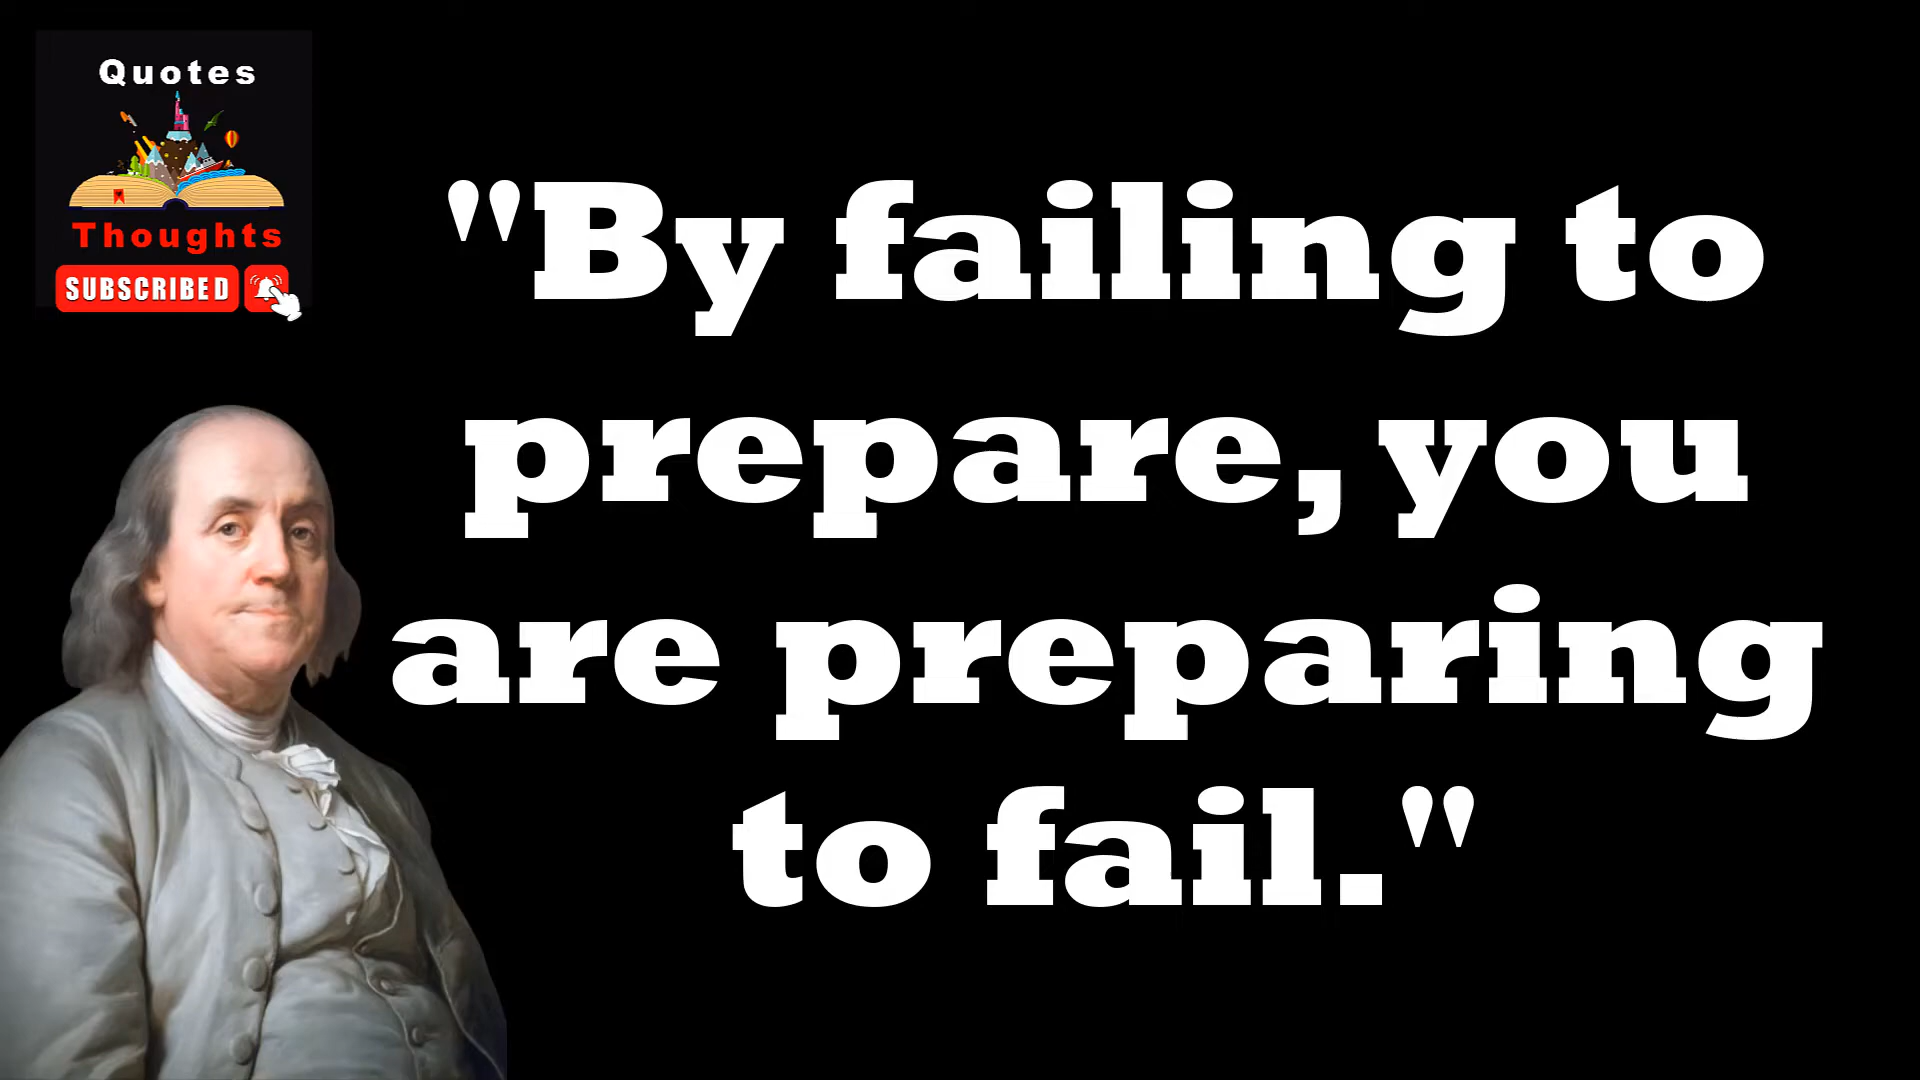 Quotes
Thoughts
SUBSCRIBED
"By failing to
prepare, you
are preparing
to fail."